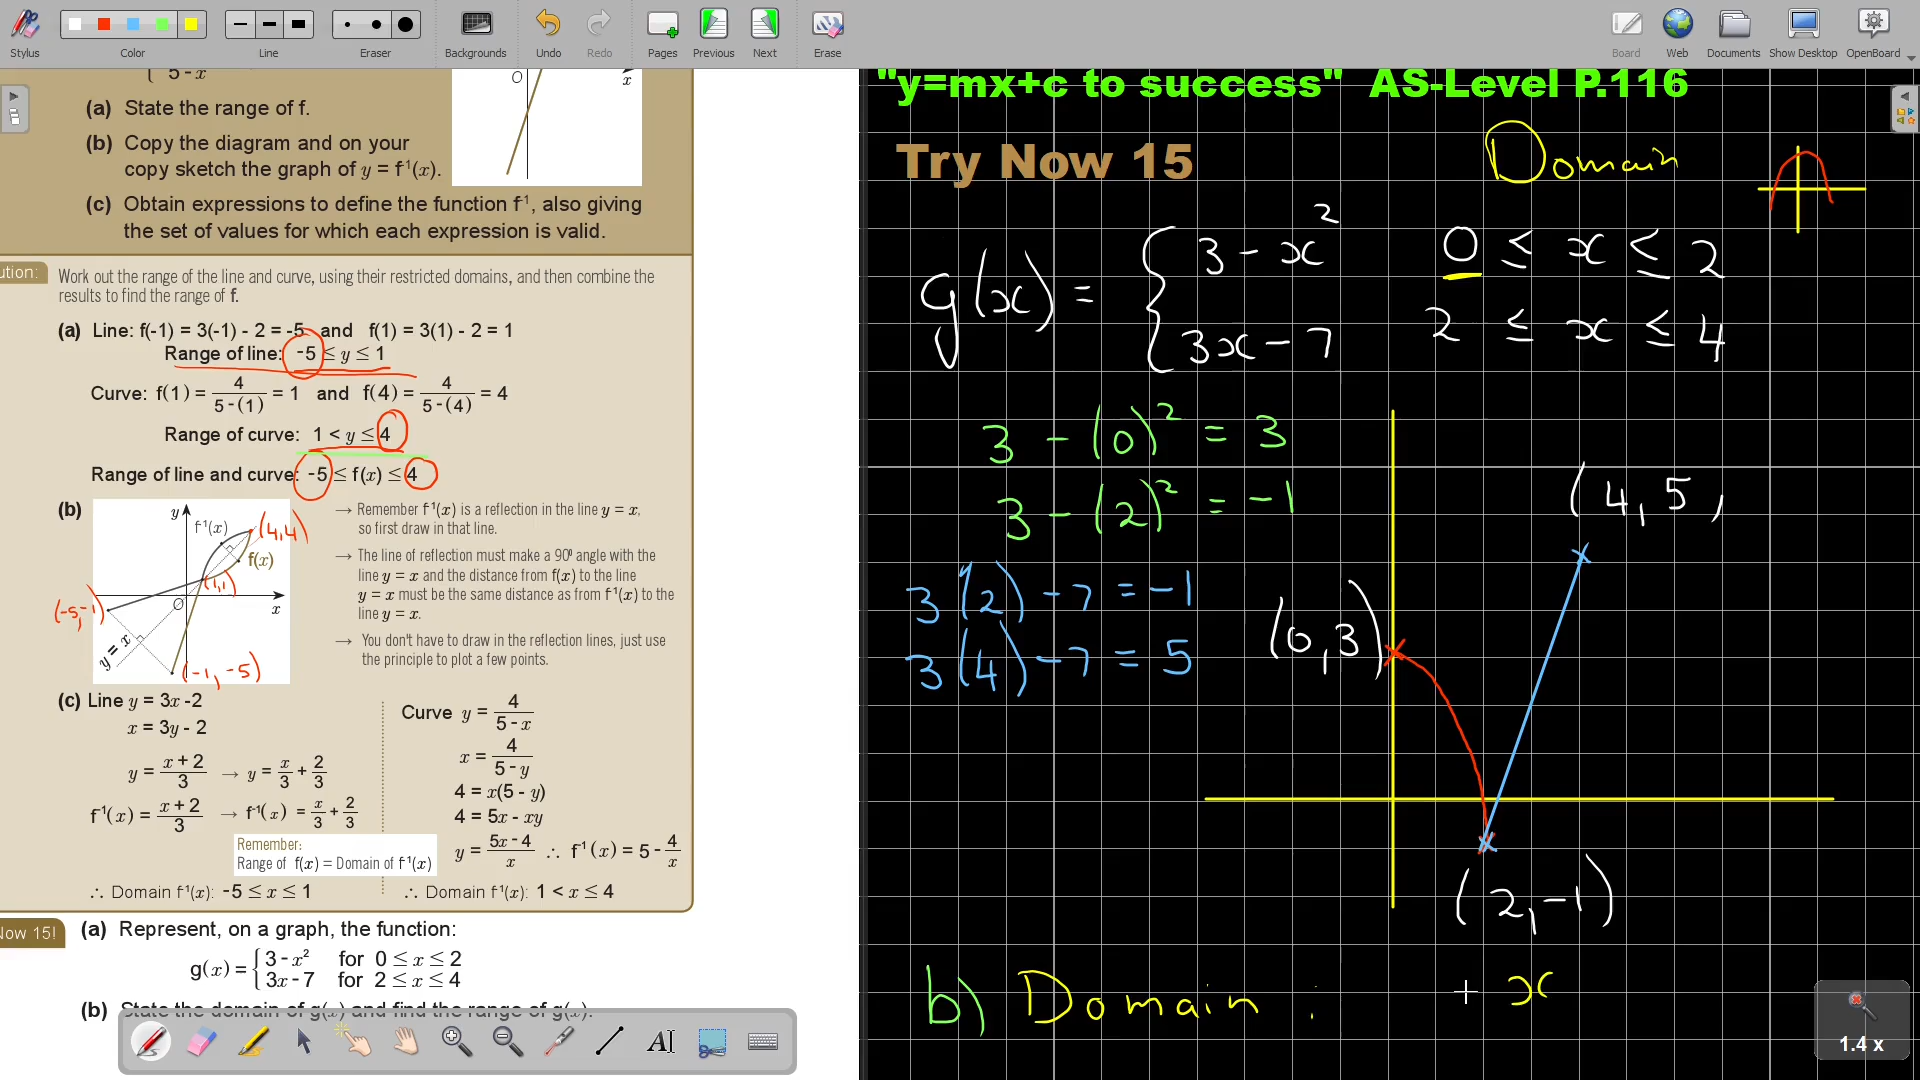 Stylus
Color
Line
Eraser
Backgrounds
Undo
Redo
Pages
Previous
Next
Erase
Board
Web
Documents
Show Desktop
OpenBoard
5 - x
O
x
(a) State the range of f.
(b) Copy the diagram and on your
copy sketch the graph of y = f⁻¹(x).
(c) Obtain expressions to define the function f⁻¹, also giving
the set of values for which each expression is valid.
ution:
Work out the range of the line and curve, using their restricted domains, and then combine the
results to find the range of f.
(a) Line: f(-1) = 3(-1) - 2 = -5 and f(1) = 3(1) - 2 = 1
Range of line: -5 ≤ y ≤ 1
Curve: f(1) = 4/(5-(1)) = 1 and f(4) = 4/(5-(4)) = 4
Range of curve: 1 < y ≤ 4
Range of line and curve: -5 ≤ f(x) ≤ 4
(b)
y
f⁻¹(x)
(4,4)
f(x)
(1,1)
(-5,-1)
O
x
y = x
(-1, -5)
→ Remember f⁻¹(x) is a reflection in the line y = x,
so first draw in that line.
→ The line of reflection must make a 90⁰ angle with the
line y = x and the distance from f(x) to the line
y = x must be the same distance as from f⁻¹(x) to the
line y = x.
→ You don't have to draw in the reflection lines, just use
the principle to plot a few points.
(c) Line y = 3x -2
x = 3y - 2
y = (x + 2)/3 → y = x/3 + 2/3
f⁻¹(x) = (x + 2)/3 → f⁻¹(x) = x/3 + 2/3
Remember:
Range of f(x) = Domain of f⁻¹(x)
∴ Domain f⁻¹(x): -5 ≤ x ≤ 1
Curve y = 4/(5 - x)
x = 4/(5 - y)
4 = x(5 - y)
4 = 5x - xy
y = (5x - 4)/x ∴ f⁻¹(x) = 5 - 4/x
∴ Domain f⁻¹(x): 1 < x ≤ 4
Now 15!
(a) Represent, on a graph, the function:
g(x) = { 3 - x² for 0 ≤ x ≤ 2
3x - 7 for 2 ≤ x ≤ 4
(b) State the domain of g(x) and find the range of g(x).
"y=mx+c to success" AS-Level P.116
Try Now 15
Domain
g(x) = { 3 - x² 0 ≤ x ≤ 2
3x - 7 2 ≤ x ≤ 4
3 - (0)² = 3
3 - (2)² = -1
3(2) - 7 = -1
3(4) - 7 = 5
(4,5,
(0,3)
(2,-1)
b) Domain : x
1.4 x